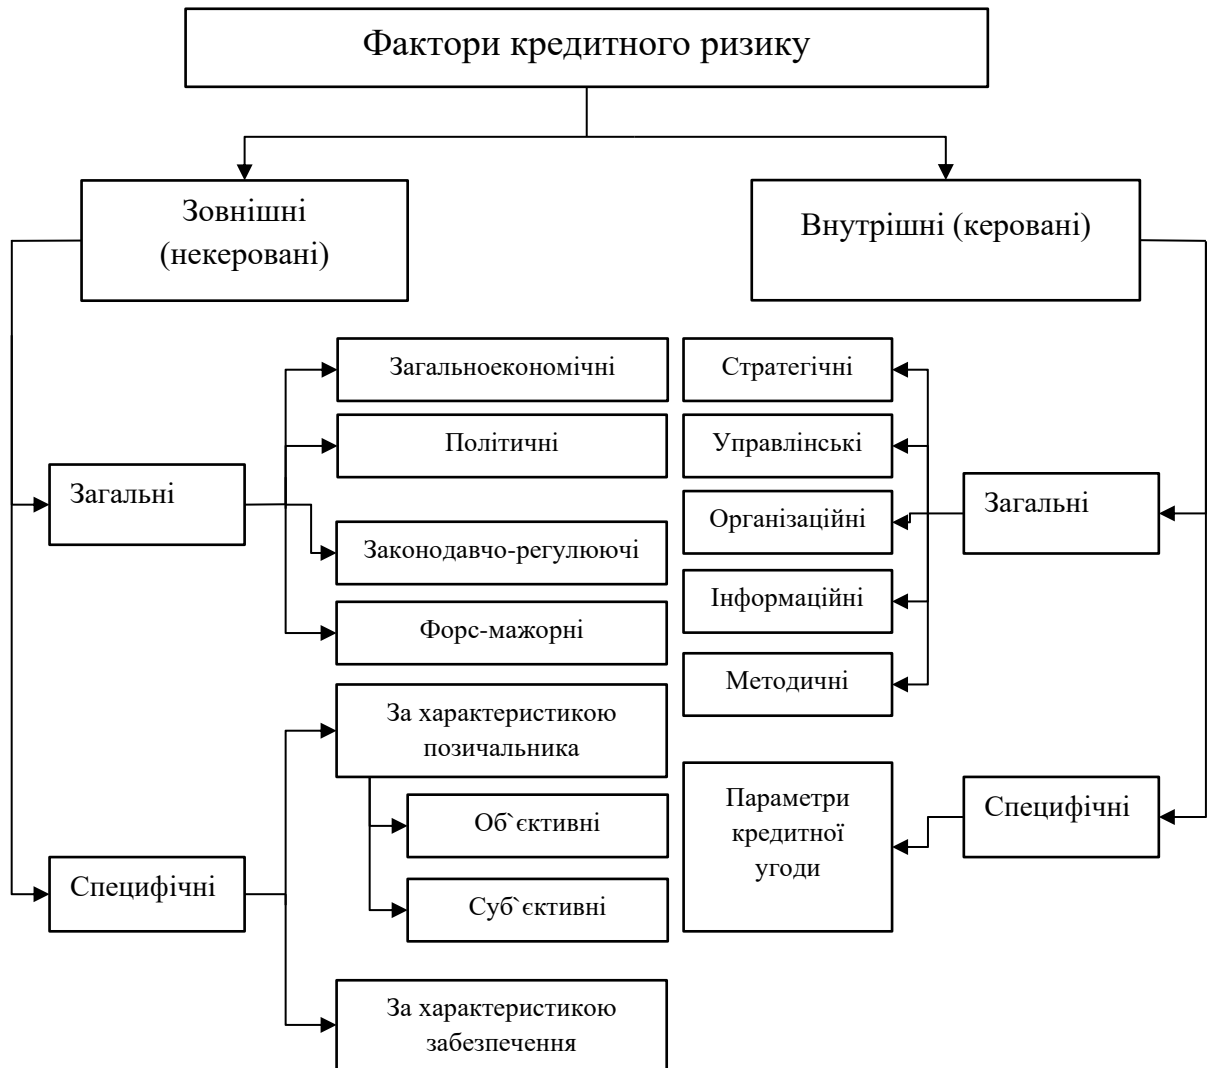 Фактори кредитного ризику
Зовнішні
(некеровані)
Внутрішні (керовані)
Загальноекономічні
Стратегічні
Політичні
Управлінські
Загальні
Організаційні
Загальні
Законодавчо-регулюючі
Інформаційні
Форс-мажорні
Методичні
За характеристикою
позичальника
Параметри
кредитної
угоди
Специфічні
Об`єктивні
Специфічні
Суб`єктивні
За характеристикою
забезпечення